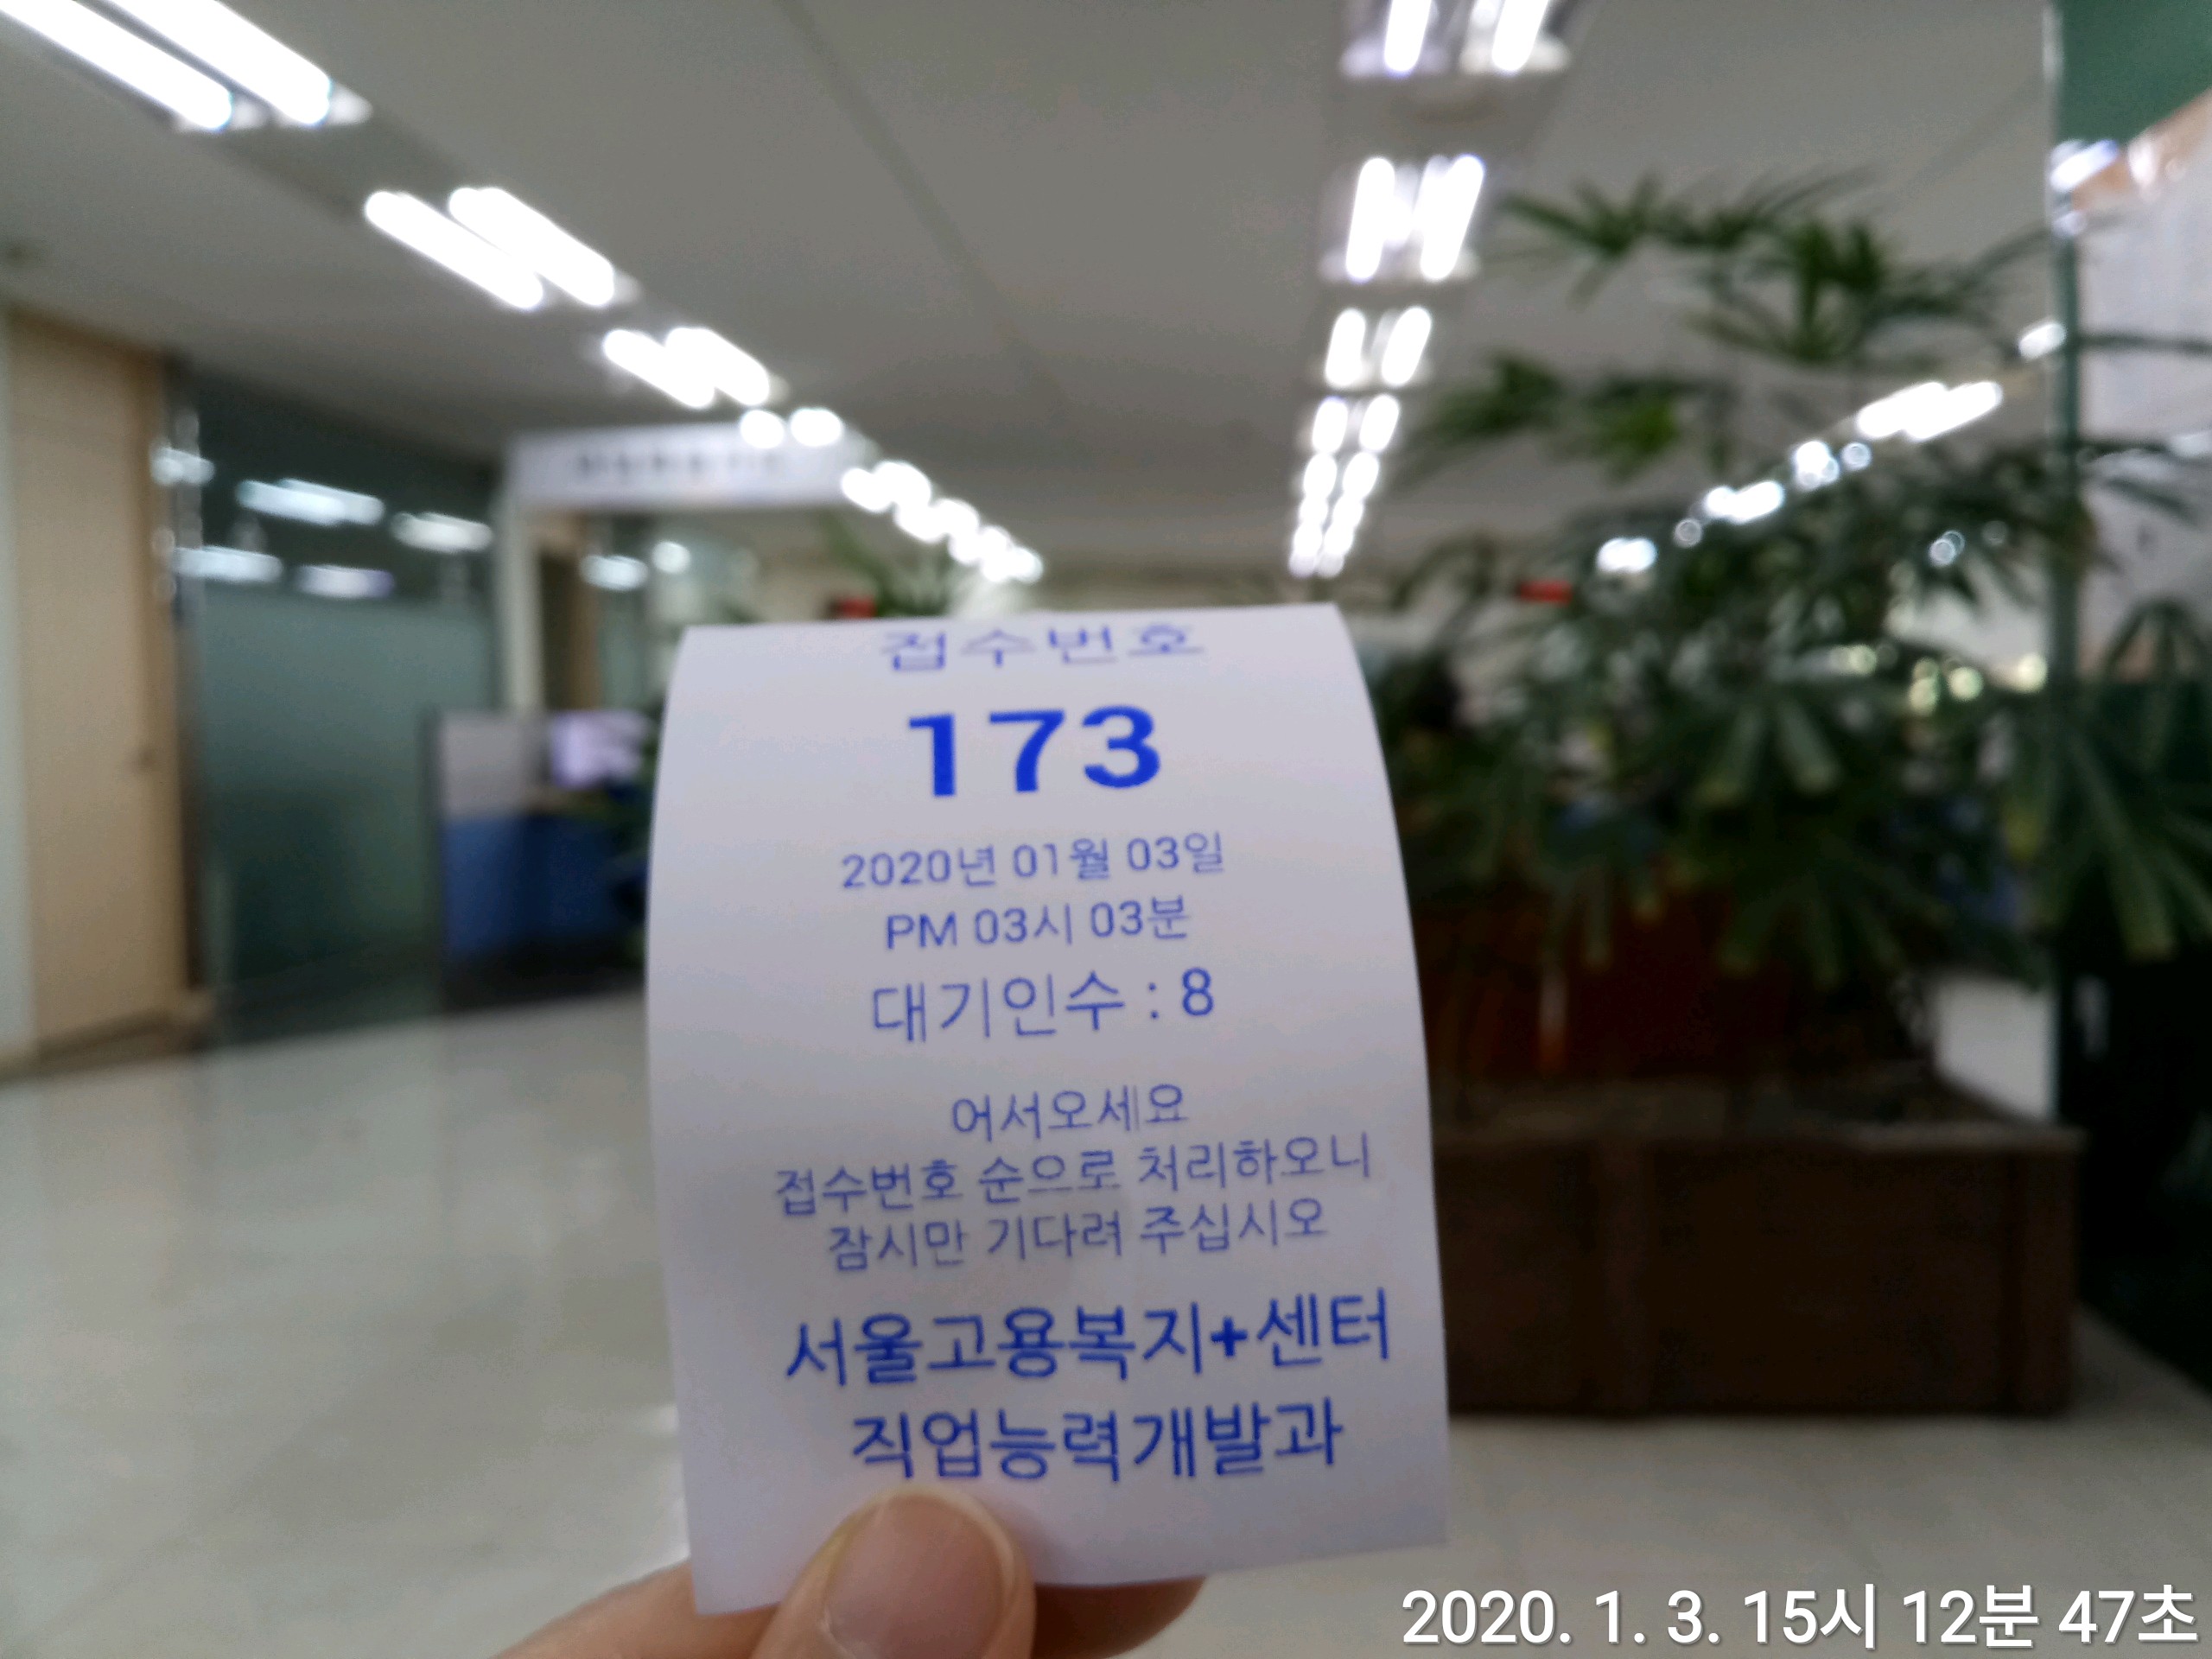 접수번호
173
2020년 01월 03일
PM 03시 03분
대기인수 : 8
어서오세요
접수번호 순으로 처리하오니
잠시만 기다려 주십시오
서울고용복지+센터
직업능력개발과
2020. 1. 3. 15시 12분 47초